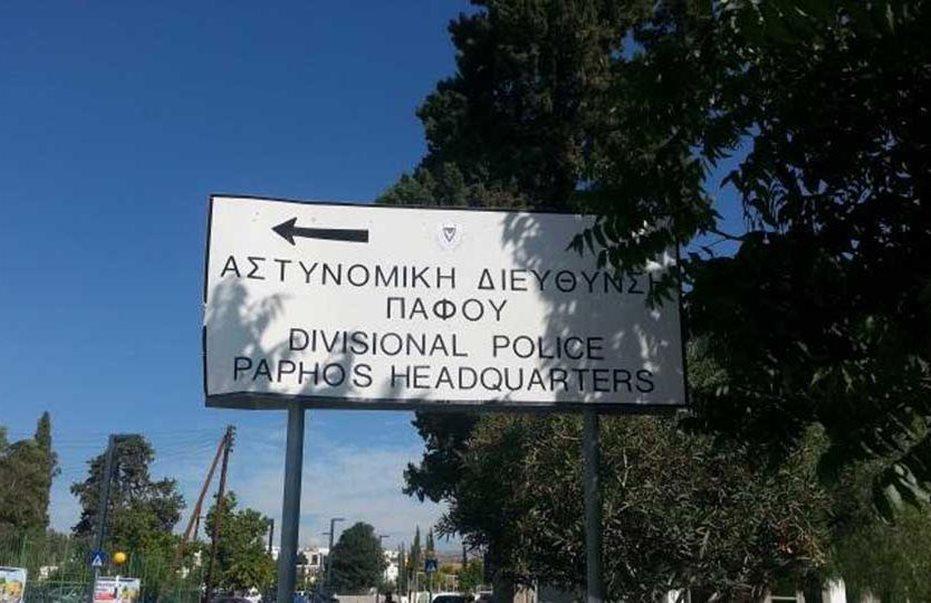 ΑΣΤΥΝΟΜΙΚΗ ΔΙΕΥΘΥΝΣΗ
ΠΑΦΟΥ
DIVISIONAL POLICE
PAPHOS HEADQUARTERS